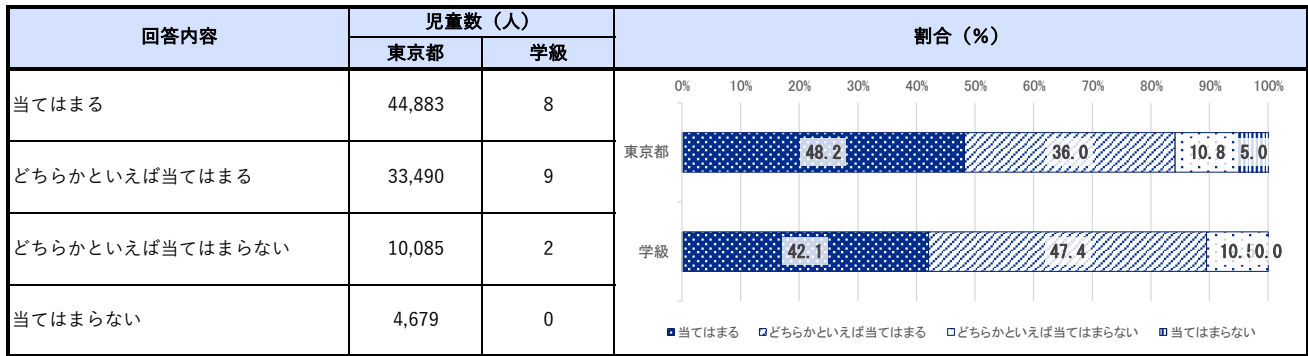 回答内容
児童数（人）
割合（%）
東京都
学級
当てはまる
44,883
8
どちらかといえば当てはまる
33,490
9
どちらかといえば当てはまらない
10,085
2
当てはまらない
4,679
0
0% 10% 20% 30% 40% 50% 60% 70% 80% 90% 100%
東京都 48.2 36.0 10.8 5.0
学級 42.1 47.4 0.0
当てはまる どちらかといえば当てはまる どちらかといえば当てはまらない 当てはまらない